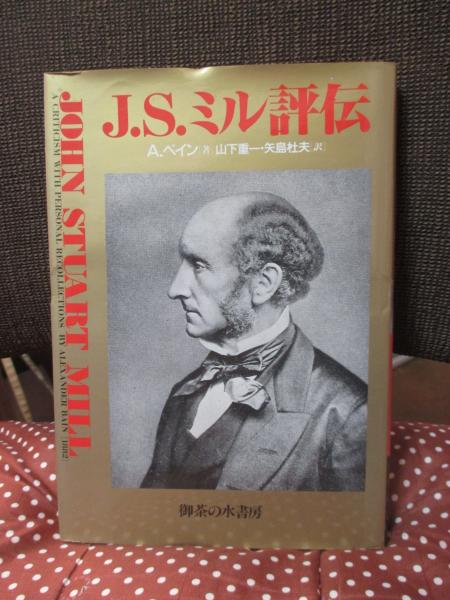 J.S.ミル評伝
A.ベイン[著]山下重一・矢島杜夫[訳]
JOHN STUART MILL
A CRITICISM WITH PERSONAL RECOLLECTIONS BY ALEXANDER BAIN [1882]
御茶の水書房